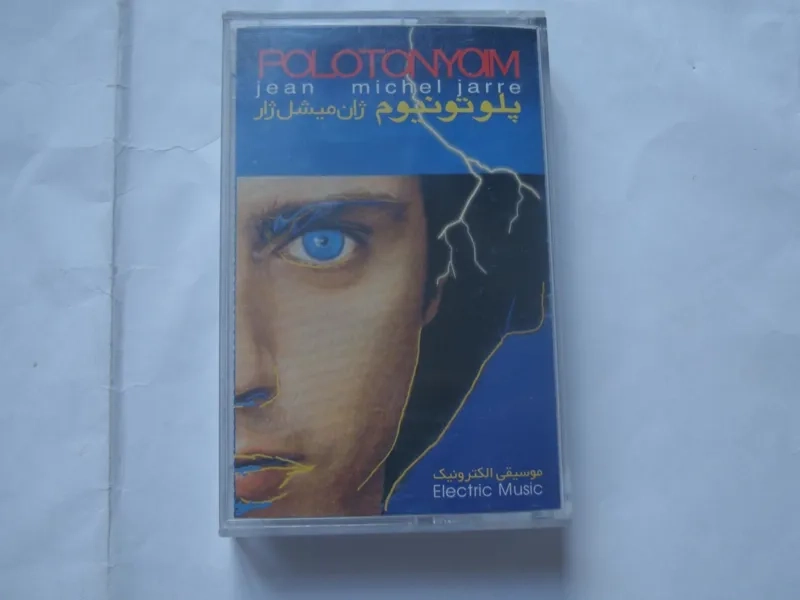 POLOTONYOIM
jean michel jarre
پلوتونیوم ژان میشل ژار
موسیقی الکترونیک
Electric Music